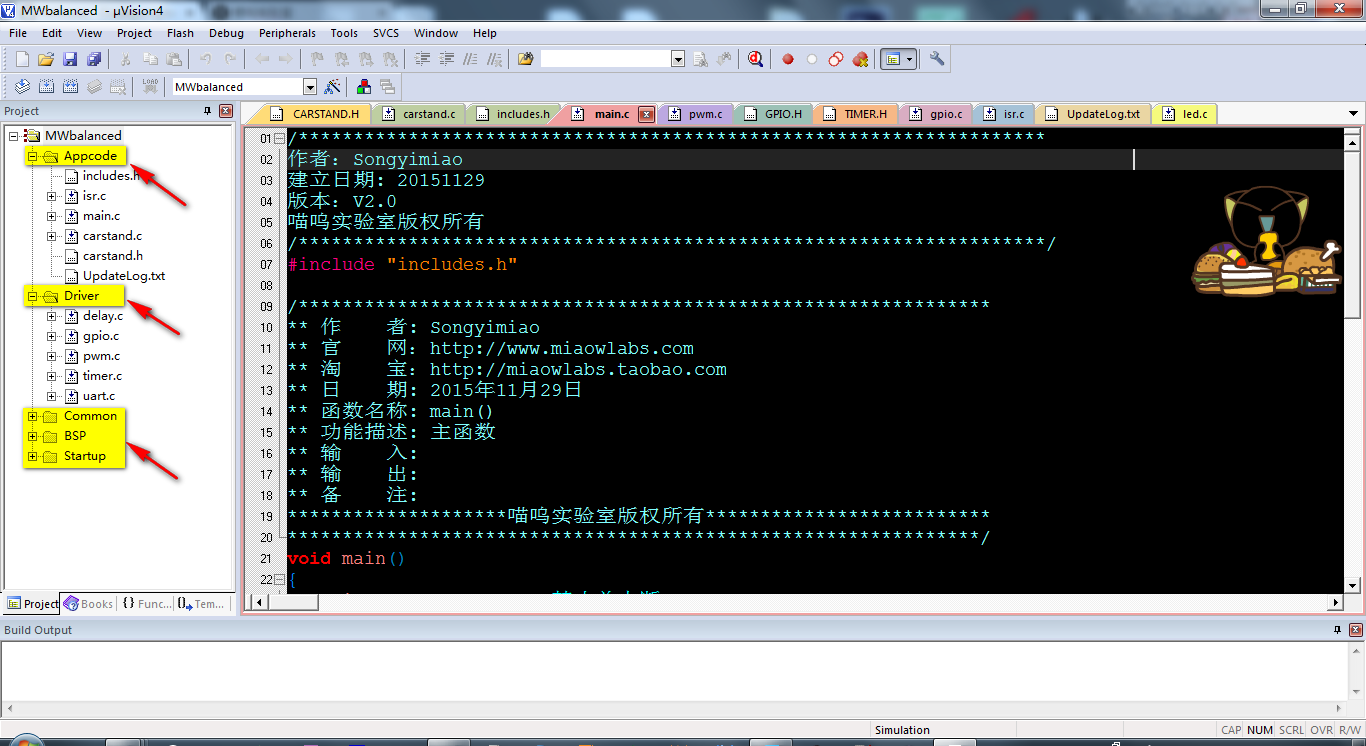 MWbalanced - µVision4
File Edit View Project Flash Debug Peripherals Tools SVCS Window Help
LOAD MWbalanced
Project
MWbalanced
Appcode
includes.h
isr.c
main.c
carstand.c
carstand.h
UpdateLog.txt
Driver
delay.c
gpio.c
pwm.c
timer.c
uart.c
Common
BSP
Startup
Project Books {} Func... {}, Tem...
CARSTAND.H carstand.c includes.h main.c pwm.c GPIO.H TIMER.H gpio.c isr.c UpdateLog.txt led.c
01 /********************************************************************
02 作者：Songyimiao
03 建立日期：20151129
04 版本：V2.0
05 喵呜实验室版权所有
06 /********************************************************************/
07 #include "includes.h"
08
09 /***************************************************************
10 ** 作    者：Songyimiao
11 ** 官    网：http://www.miaowlabs.com
12 ** 淘    宝：http://miaowlabs.taobao.com
13 ** 日    期：2015年11月29日
14 ** 函数名称：main()
15 ** 功能描述：主函数
16 ** 输    入：
17 ** 输    出：
18 ** 备    注：
19 ********************喵呜实验室版权所有**************************
20 ***************************************************************/
21 void main()
22 {
Build Output
Simulation
CAP NUM SCRL OVR R/W